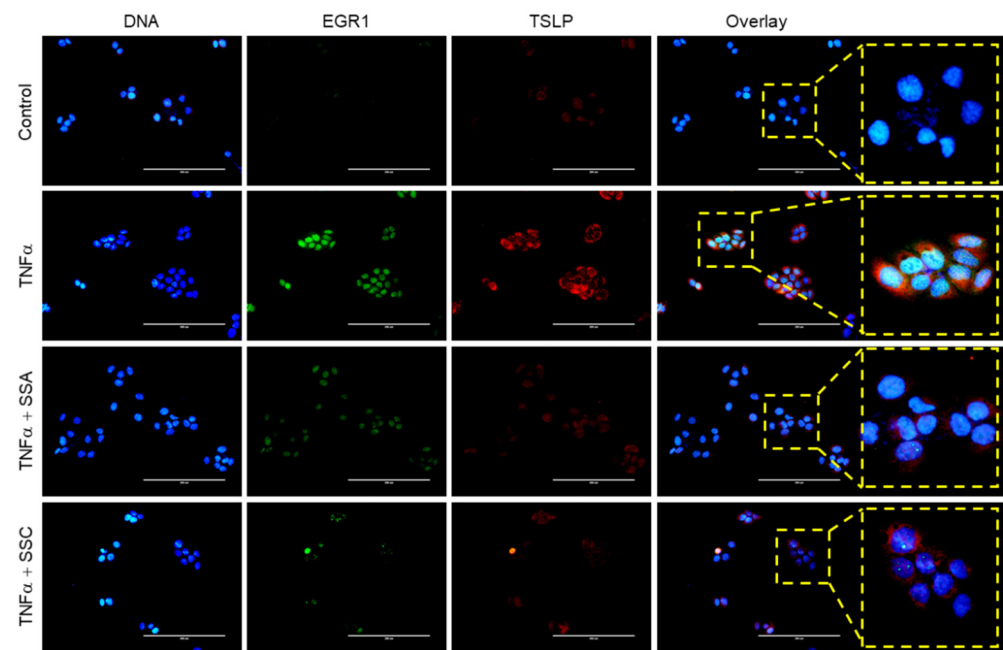 DNA EGR1 TSLP Overlay
Control
TNFα
TNFα + SSA
TNFα + SSC